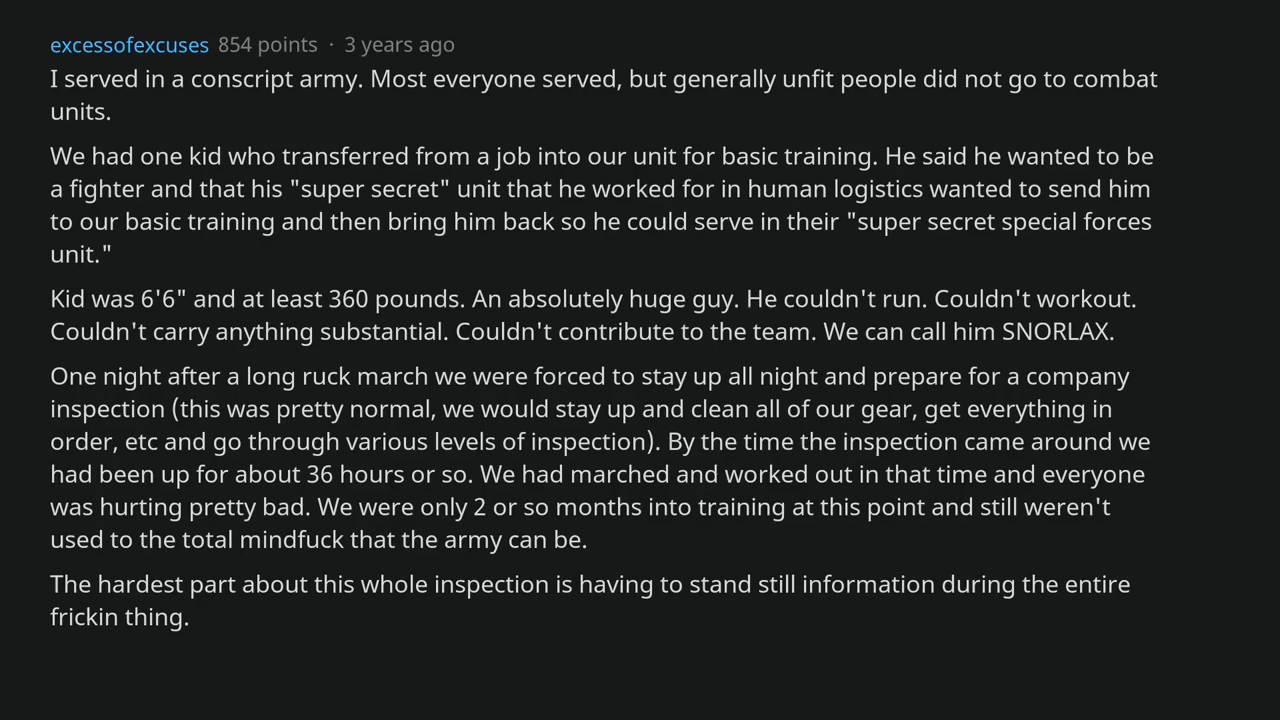 excessofexcuses 854 points · 3 years ago
I served in a conscript army. Most everyone served, but generally unfit people did not go to combat
units.
We had one kid who transferred from a job into our unit for basic training. He said he wanted to be
a fighter and that his "super secret" unit that he worked for in human logistics wanted to send him
to our basic training and then bring him back so he could serve in their "super secret special forces
unit."
Kid was 6'6" and at least 360 pounds. An absolutely huge guy. He couldn't run. Couldn't workout.
Couldn't carry anything substantial. Couldn't contribute to the team. We can call him SNORLAX.
One night after a long ruck march we were forced to stay up all night and prepare for a company
inspection (this was pretty normal, we would stay up and clean all of our gear, get everything in
order, etc and go through various levels of inspection). By the time the inspection came around we
had been up for about 36 hours or so. We had marched and worked out in that time and everyone
was hurting pretty bad. We were only 2 or so months into training at this point and still weren't
used to the total mindfuck that the army can be.
The hardest part about this whole inspection is having to stand still information during the entire
frickin thing.